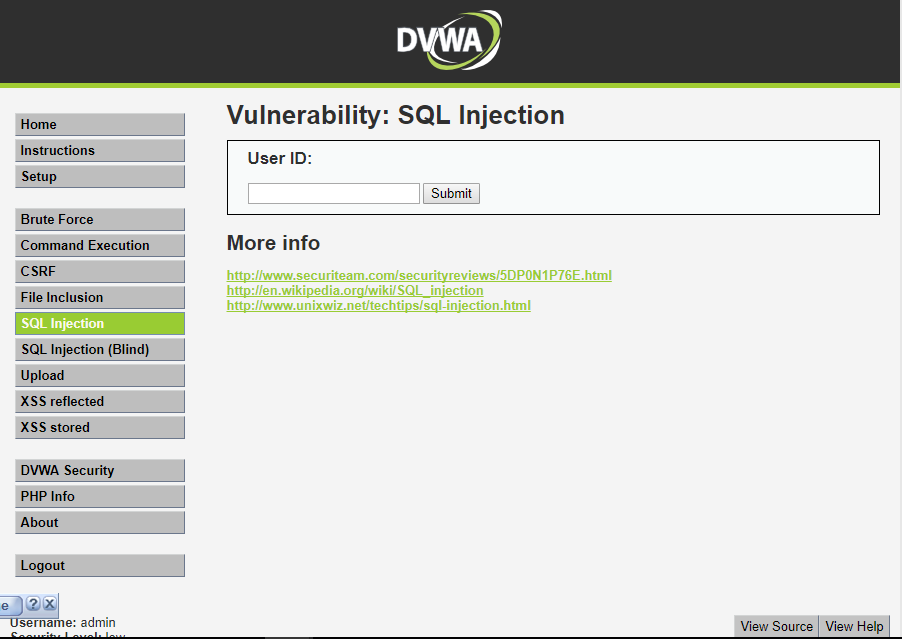 DVWA
Vulnerability: SQL Injection
Home
Instructions
Setup
Brute Force
Command Execution
CSRF
File Inclusion
SQL Injection
SQL Injection (Blind)
Upload
XSS reflected
XSS stored
DVWA Security
PHP Info
About
Logout
User ID:
Submit
More info
http://www.securiteam.com/securityreviews/5DP0N1P76E.html
http://en.wikipedia.org/wiki/SQL_injection
http://www.unixwiz.net/techtips/sql-injection.html
e ? X
Username: admin
Security Level: low
View Source View Help